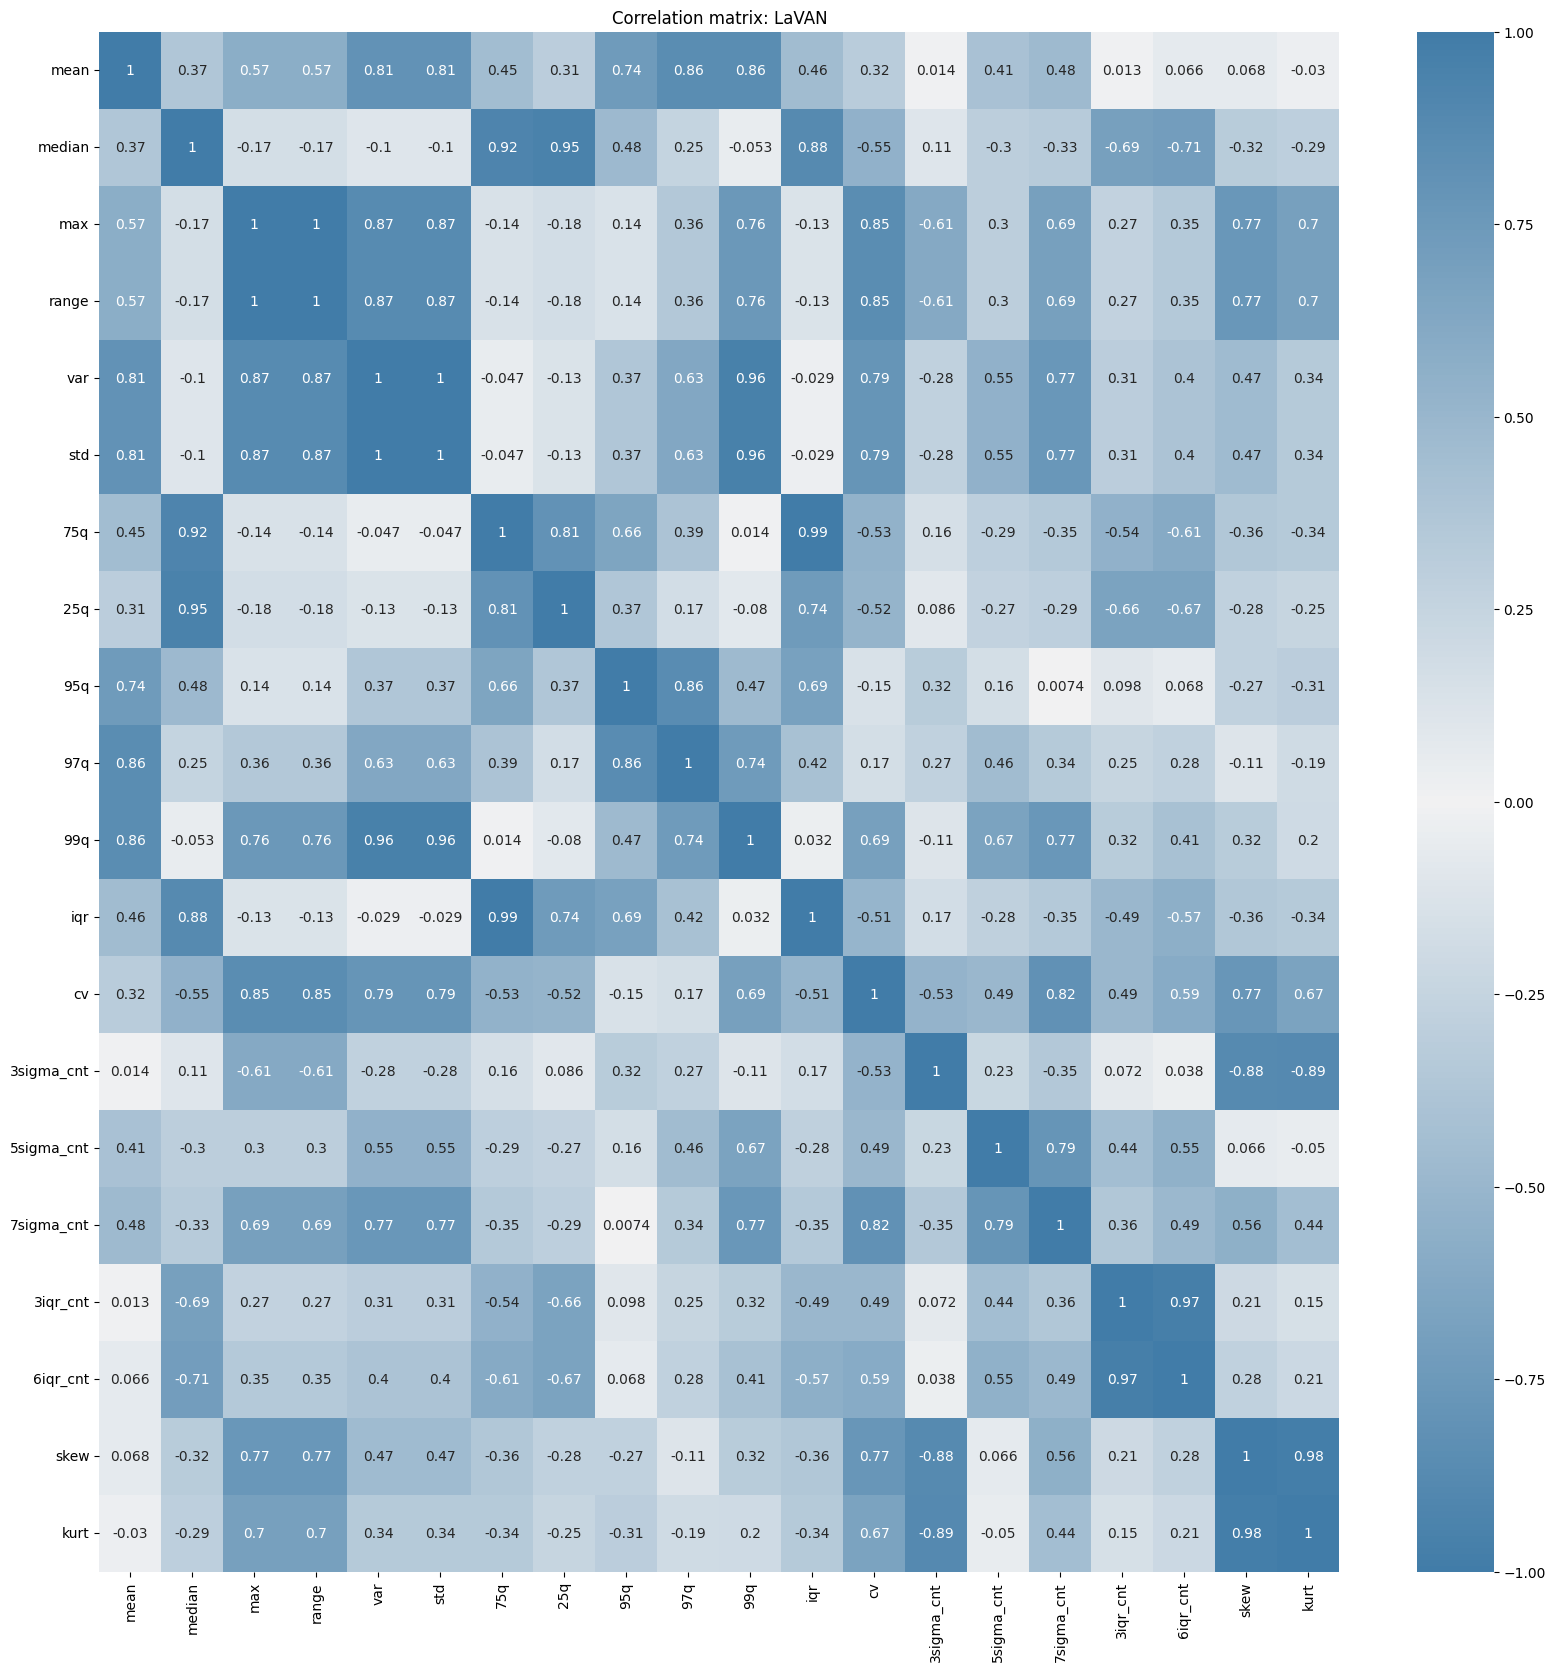 Correlation matrix: LaVAN
mean 1 0.37 0.57 0.57 0.81 0.81 0.45 0.31 0.74 0.86 0.86 0.46 0.32 0.014 0.41 0.48 0.013 0.066 0.068 -0.03
median 0.37 1 -0.17 -0.17 -0.1 -0.1 0.92 0.95 0.48 0.25 -0.053 0.88 -0.55 0.11 -0.3 -0.33 -0.69 -0.71 -0.32 -0.29
max 0.57 -0.17 1 1 0.87 0.87 -0.14 -0.18 0.14 0.36 0.76 -0.13 0.85 -0.61 0.3 0.69 0.27 0.35 0.77 0.7
range 0.57 -0.17 1 1 0.87 0.87 -0.14 -0.18 0.14 0.36 0.76 -0.13 0.85 -0.61 0.3 0.69 0.27 0.35 0.77 0.7
var 0.81 -0.1 0.87 0.87 1 1 -0.047 -0.13 0.37 0.63 0.96 -0.029 0.79 -0.28 0.55 0.77 0.31 0.4 0.47 0.34
std 0.81 -0.1 0.87 0.87 1 1 -0.047 -0.13 0.37 0.63 0.96 -0.029 0.79 -0.28 0.55 0.77 0.31 0.4 0.47 0.34
75q 0.45 0.92 -0.14 -0.14 -0.047 -0.047 1 0.81 0.66 0.39 0.014 0.99 -0.53 0.16 -0.29 -0.35 -0.54 -0.61 -0.36 -0.34
25q 0.31 0.95 -0.18 -0.18 -0.13 -0.13 0.81 1 0.37 0.17 -0.08 0.74 -0.52 0.086 -0.27 -0.29 -0.66 -0.67 -0.28 -0.25
95q 0.74 0.48 0.14 0.14 0.37 0.37 0.66 0.37 1 0.86 0.47 0.69 -0.15 0.32 0.16 0.0074 0.098 0.068 -0.27 -0.31
97q 0.86 0.25 0.36 0.36 0.63 0.63 0.39 0.17 0.86 1 0.74 0.42 0.17 0.27 0.46 0.34 0.25 0.28 -0.11 -0.19
99q 0.86 -0.053 0.76 0.76 0.96 0.96 0.014 -0.08 0.47 0.74 1 0.032 0.69 -0.11 0.67 0.77 0.32 0.41 0.32 0.2
iqr 0.46 0.88 -0.13 -0.13 -0.029 -0.029 0.99 0.74 0.69 0.42 0.032 1 -0.51 0.17 -0.28 -0.35 -0.49 -0.57 -0.36 -0.34
cv 0.32 -0.55 0.85 0.85 0.79 0.79 -0.53 -0.52 -0.15 0.17 0.69 -0.51 1 -0.53 0.49 0.82 0.49 0.59 0.77 0.67
3sigma_cnt 0.014 0.11 -0.61 -0.61 -0.28 -0.28 0.16 0.086 0.32 0.27 -0.11 0.17 -0.53 1 0.23 -0.35 0.072 0.038 -0.88 -0.89
5sigma_cnt 0.41 -0.3 0.3 0.3 0.55 0.55 -0.29 -0.27 0.16 0.46 0.67 -0.28 0.49 0.23 1 0.79 0.44 0.55 0.066 -0.05
7sigma_cnt 0.48 -0.33 0.69 0.69 0.77 0.77 -0.35 -0.29 0.0074 0.34 0.77 -0.35 0.82 -0.35 0.79 1 0.36 0.49 0.56 0.44
3iqr_cnt 0.013 -0.69 0.27 0.27 0.31 0.31 -0.54 -0.66 0.098 0.25 0.32 -0.49 0.49 0.072 0.44 0.36 1 0.97 0.21 0.15
6iqr_cnt 0.066 -0.71 0.35 0.35 0.4 0.4 -0.61 -0.67 0.068 0.28 0.41 -0.57 0.59 0.038 0.55 0.49 0.97 1 0.28 0.21
skew 0.068 -0.32 0.77 0.77 0.47 0.47 -0.36 -0.28 -0.27 -0.11 0.32 -0.36 0.77 -0.88 0.066 0.56 0.21 0.28 1 0.98
kurt -0.03 -0.29 0.7 0.7 0.34 0.34 -0.34 -0.25 -0.31 -0.19 0.2 -0.34 0.67 -0.89 -0.05 0.44 0.15 0.21 0.98 1
mean median max range var std 75q 25q 95q 97q 99q iqr cv 3sigma_cnt 5sigma_cnt 7sigma_cnt 3iqr_cnt 6iqr_cnt skew kurt
1.00
0.75
0.50
0.25
0.00
−0.25
−0.50
−0.75
−1.00